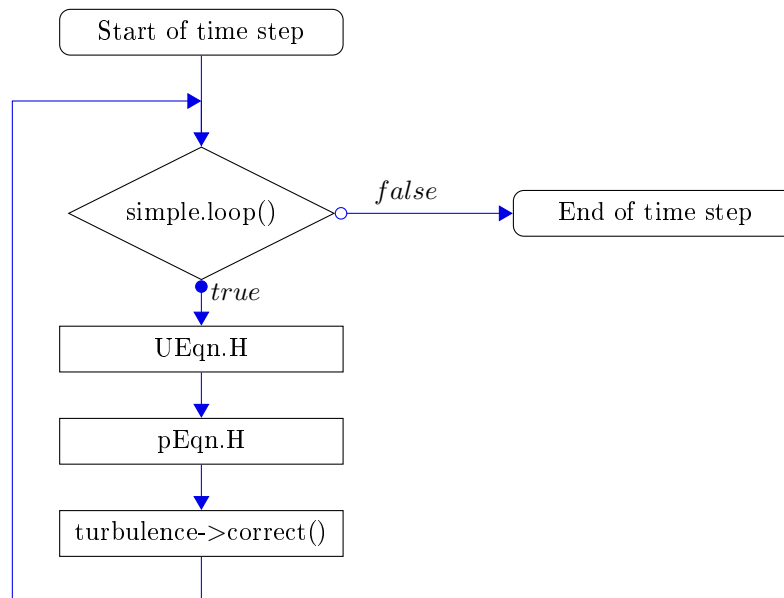 Start of time step
simple.loop()
false
End of time step
true
UEqn.H
pEqn.H
turbulence->correct()